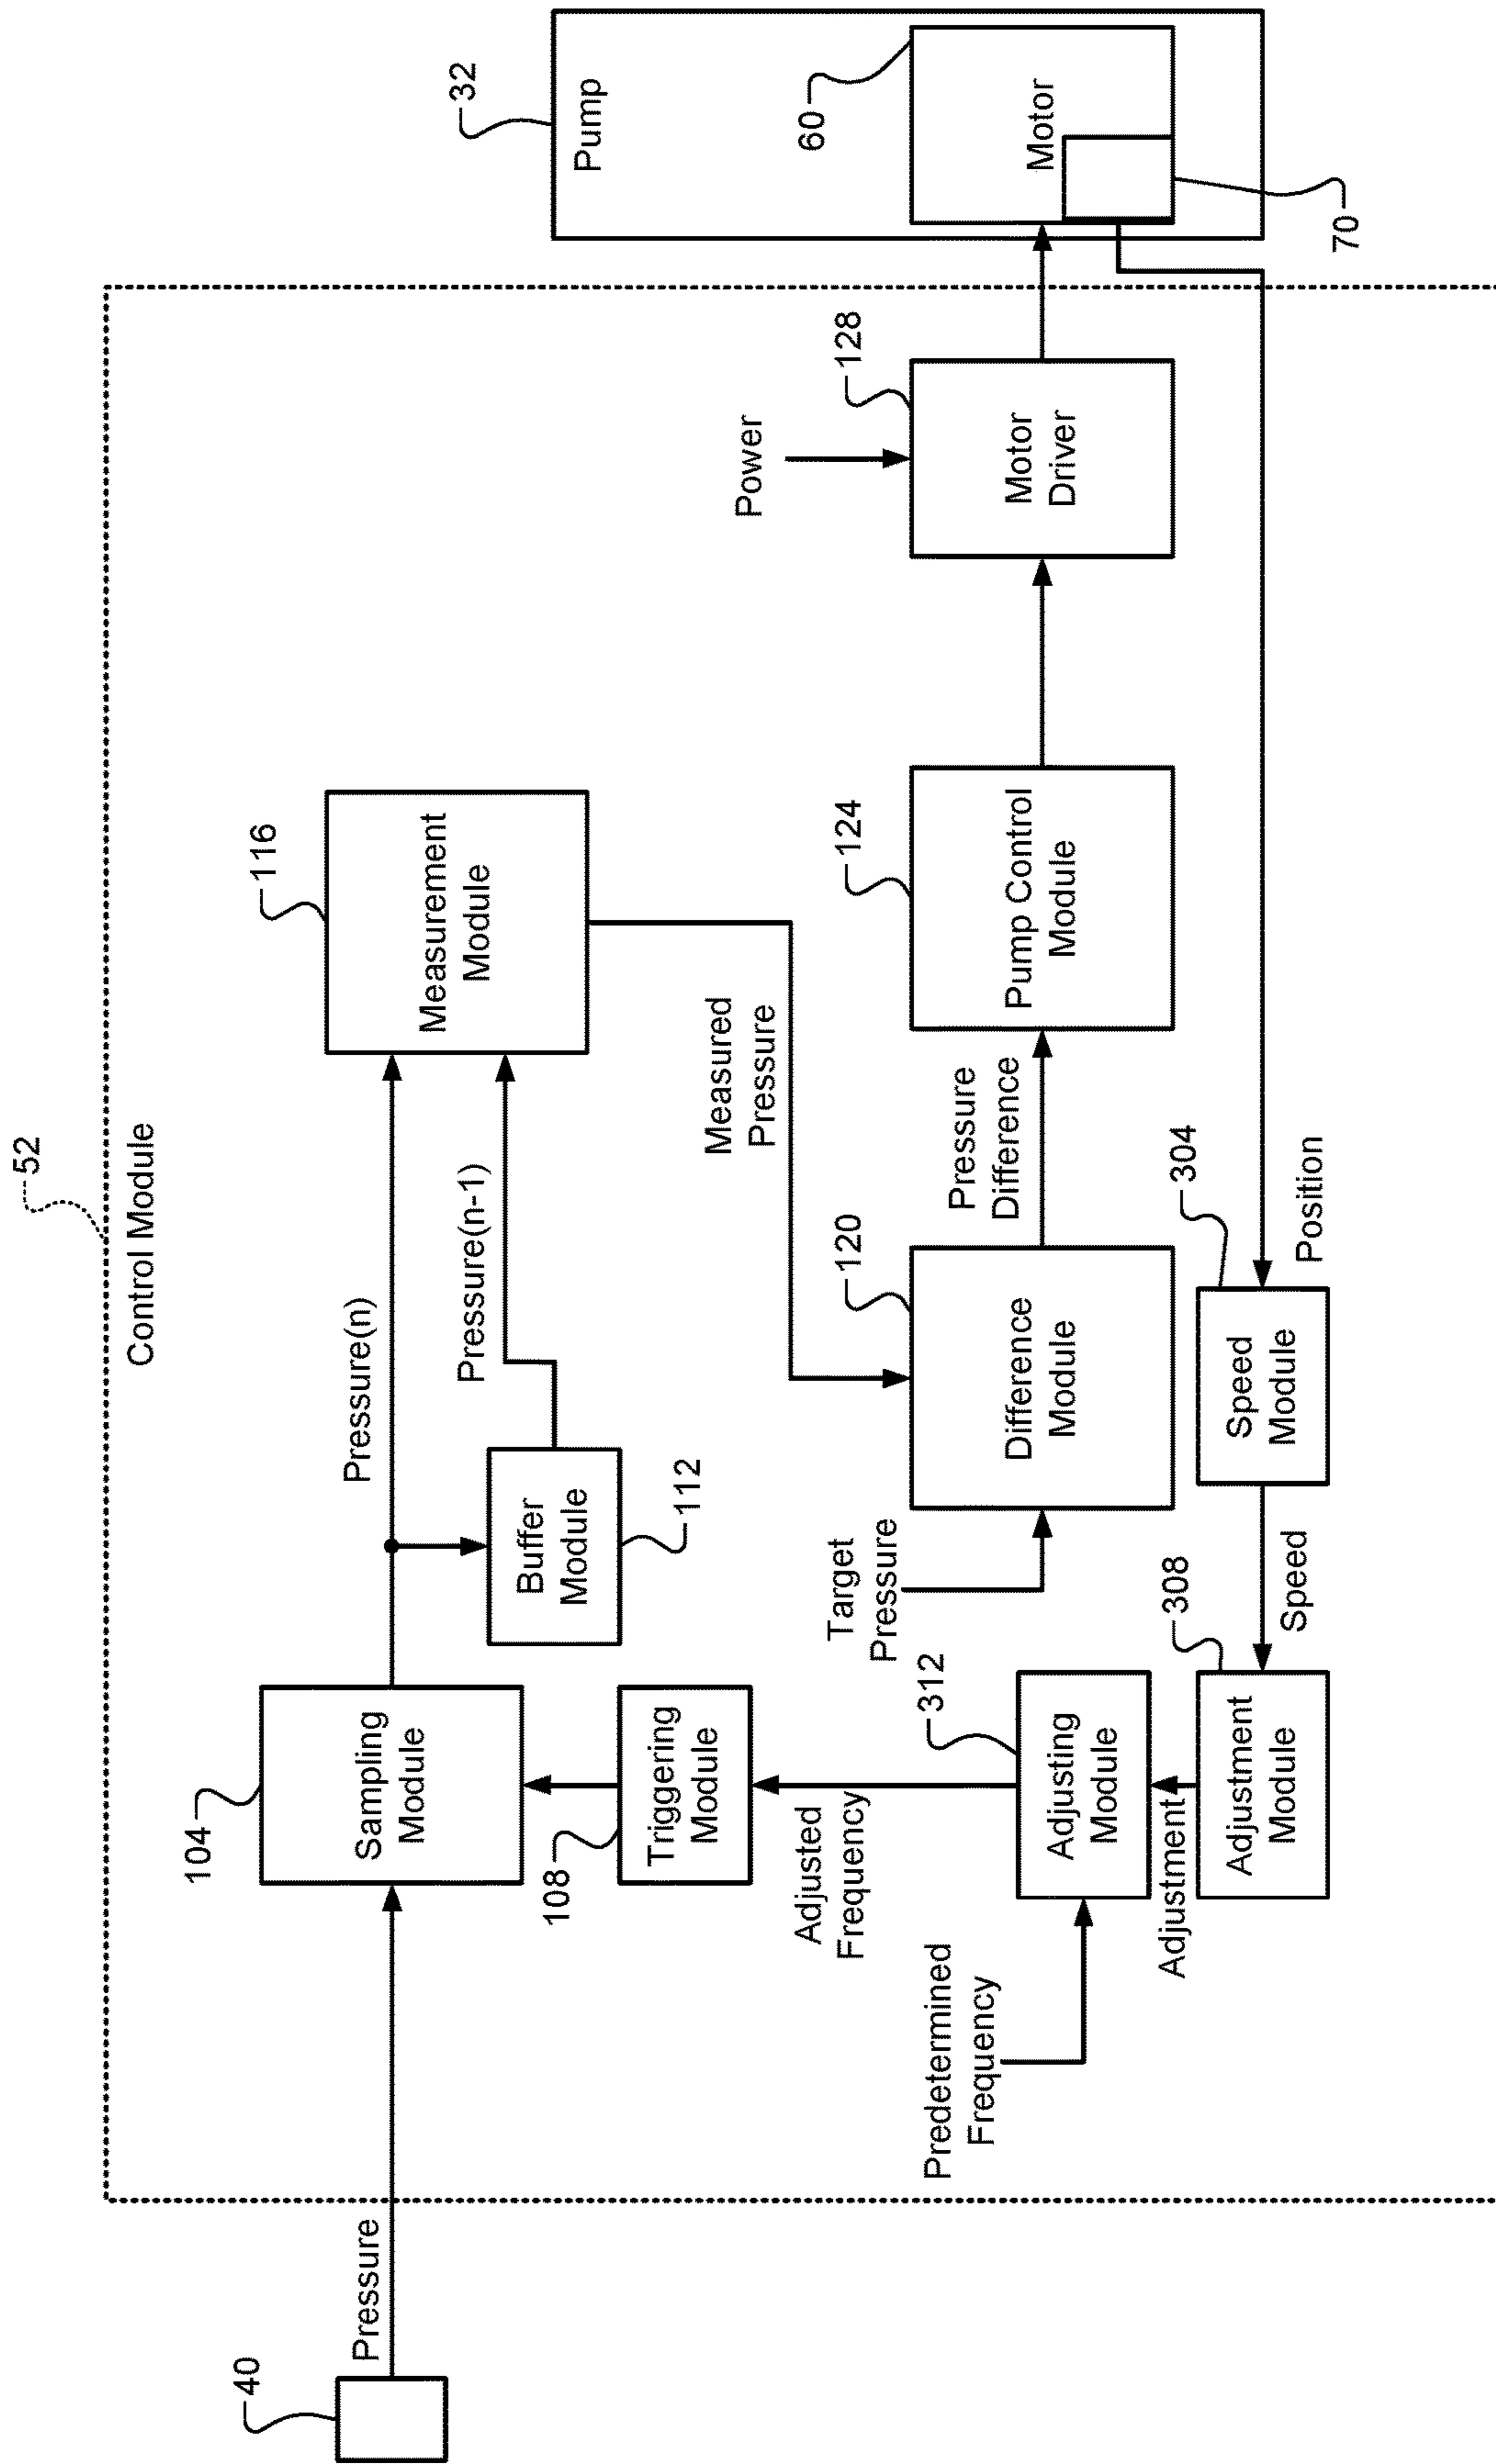 52
Control Module
40
Pressure
104
Sampling
Module
Pressure(n)
Buffer
Module
112
Pressure(n-1)
116
Measurement
Module
108
Triggering
Module
Adjusted
Frequency
Predetermined
Frequency
312
Adjusting
Module
Adjustment
308
Adjustment
Module
Speed
304
Speed
Module
Position
Target
Pressure
120
Difference
Module
Measured
Pressure
Pressure
Difference
124
Pump Control
Module
Power
128
Motor
Driver
32
Pump
60
Motor
70